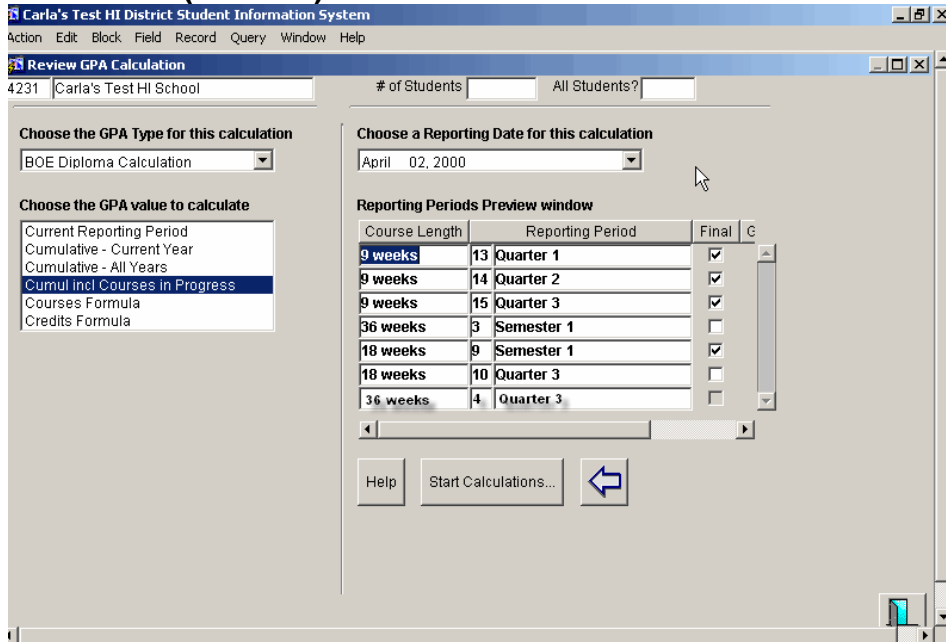 Carla's Test HI District Student Information System
Action Edit Block Field Record Query Window Help
Review GPA Calculation
4231 Carla's Test HI School # of Students All Students?
Choose the GPA Type for this calculation
BOE Diploma Calculation
Choose the GPA value to calculate
Current Reporting Period
Cumulative - Current Year
Cumulative - All Years
Cumul incl Courses in Progress
Courses Formula
Credits Formula
Choose a Reporting Date for this calculation
April 02, 2000
Reporting Periods Preview window
Course Length Reporting Period Final G
9 weeks 13 Quarter 1
9 weeks 14 Quarter 2
9 weeks 15 Quarter 3
36 weeks 3 Semester 1
18 weeks 9 Semester 1
18 weeks 10 Quarter 3
36 weeks 4 Quarter 3
Help Start Calculations...